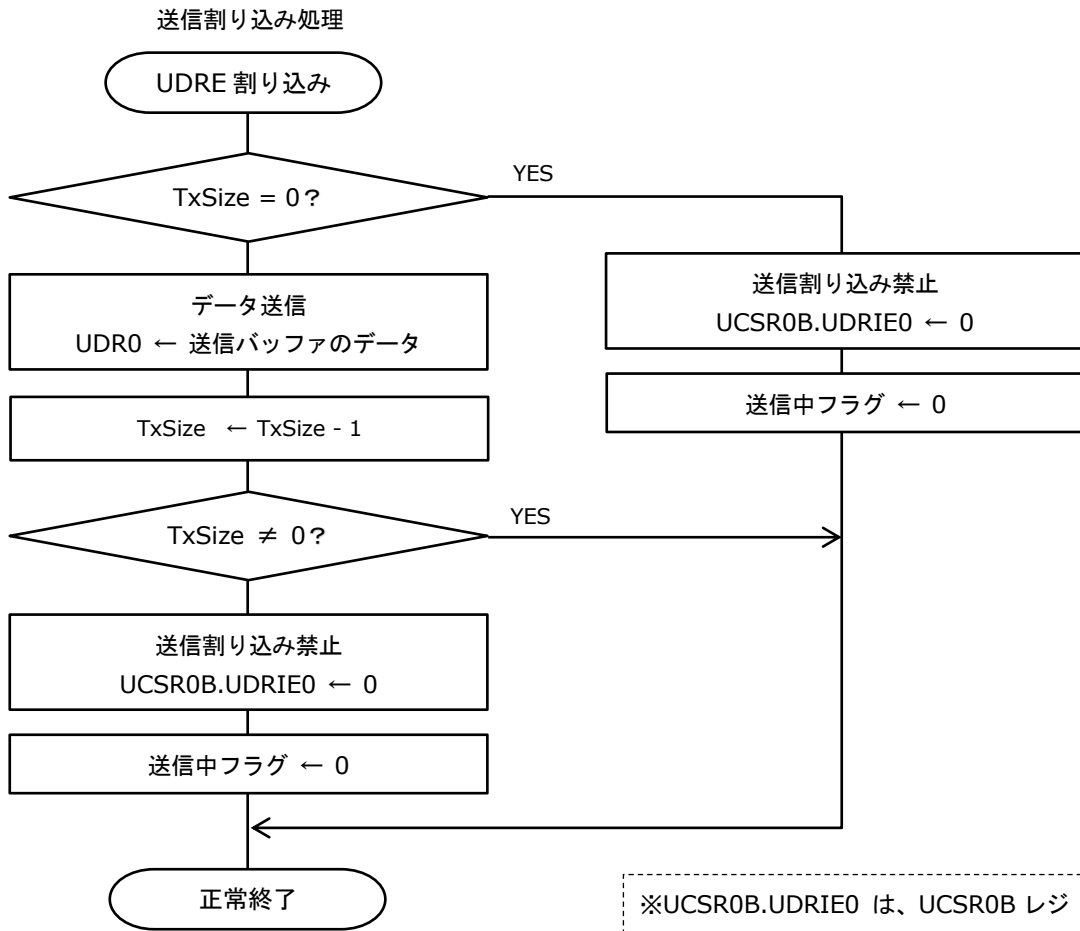 送信割り込み処理
UDRE 割り込み
TxSize = 0?
YES
データ送信
UDR0 ← 送信バッファのデータ
TxSize ← TxSize - 1
TxSize ≠ 0?
YES
送信割り込み禁止
UCSR0B.UDRIE0 ← 0
送信中フラグ ← 0
正常終了
送信割り込み禁止
UCSR0B.UDRIE0 ← 0
送信中フラグ ← 0
※UCSR0B.UDRIE0 は、UCSR0B レジ